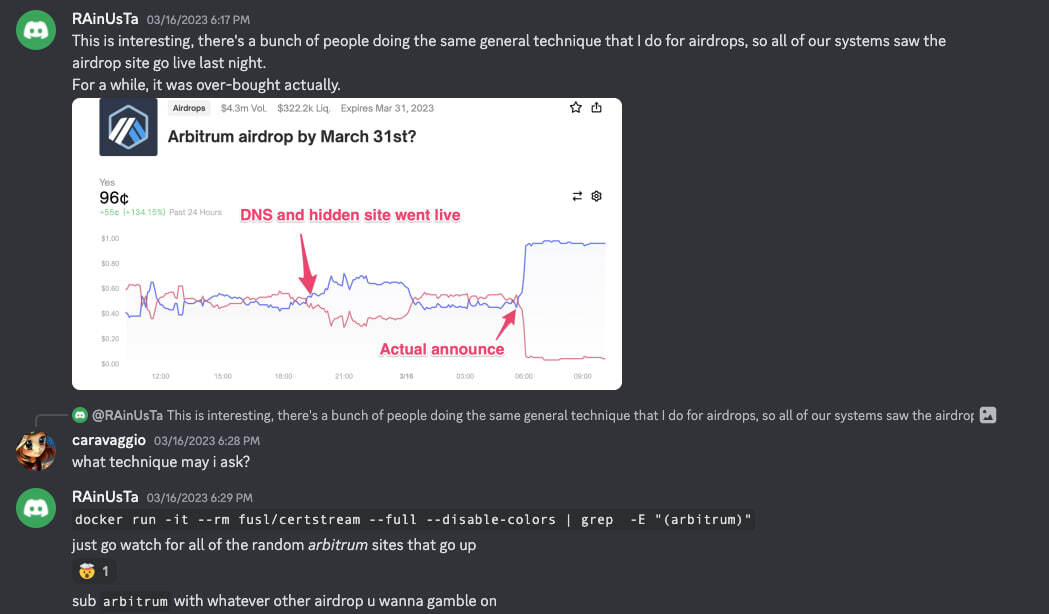 RAinUsTa 03/16/2023 6:17 PM
This is interesting, there's a bunch of people doing the same general technique that I do for airdrops, so all of our systems saw the
airdrop site go live last night.
For a while, it was over-bought actually.
Airdrops $4.3m Vol. $322.2k Liq. Expires Mar 31, 2023
Arbitrum airdrop by March 31st?
Yes
96¢
+55¢ (+134.15%) Past 24 Hours
DNS and hidden site went live
$1.00
$0.80
$0.60
$0.40
$0.20
$0.00
Actual announce
12:00 15:00 18:00 21:00 3/16 03:00 06:00 09:00
@RAinUsTa This is interesting, there's a bunch of people doing the same general technique that I do for airdrops, so all of our systems saw the airdrop
caravaggio 03/16/2023 6:28 PM
what technique may i ask?
RAinUsTa 03/16/2023 6:29 PM
docker run -it --rm fusl/certstream --full --disable-colors | grep  -E "(arbitrum)"
just go watch for all of the random arbitrum sites that go up
1
sub arbitrum with whatever other airdrop u wanna gamble on